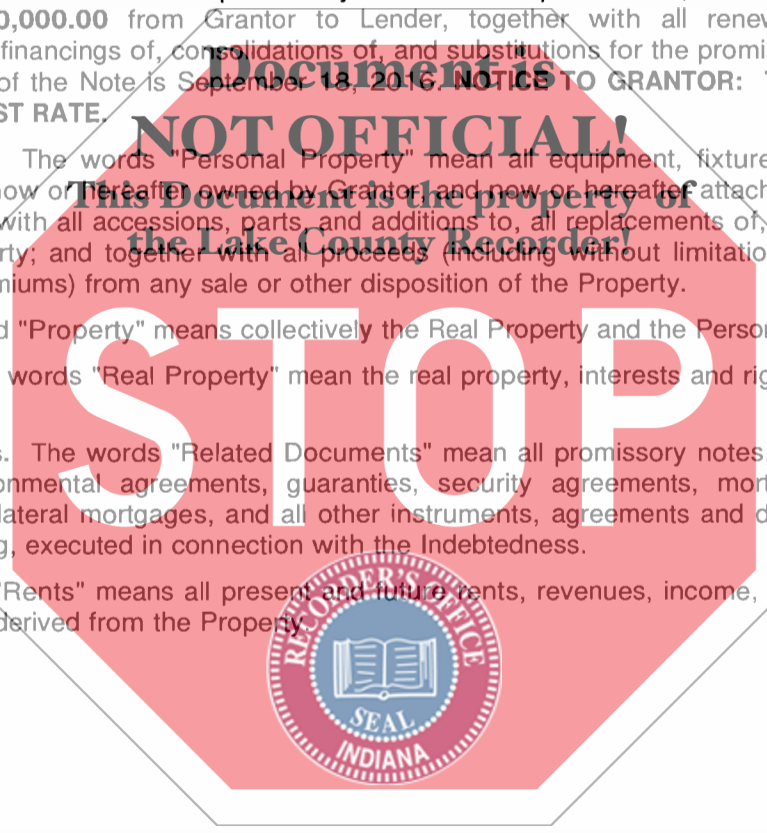 0,000.00 from Grantor to Lender, together with all renew
financings of, consolidations of, and substitutions for the promis
of the Note is September 18, 2016. NOTICE TO GRANTOR: T
ST RATE.
The words "Personal Property" mean all equipment, fixture
now or hereafter owned by Grantor, and now or hereafter attach
with all accessions, parts, and additions to, all replacements of,
rty; and together with all proceeds (including without limitatio
miums) from any sale or other disposition of the Property.
d "Property" means collectively the Real Property and the Person
words "Real Property" mean the real property, interests and rig
s. The words "Related Documents" mean all promissory notes
onmental agreements, guaranties, security agreements, mort
lateral mortgages, and all other instruments, agreements and d
g, executed in connection with the Indebtedness.
"Rents" means all present and future rents, revenues, income,
derived from the Property.
Document is
NOT OFFICIAL!
This Document is the property of
the Lake County Recorder!
STOP
RECORDER'S OFFICE
SEAL
INDIANA